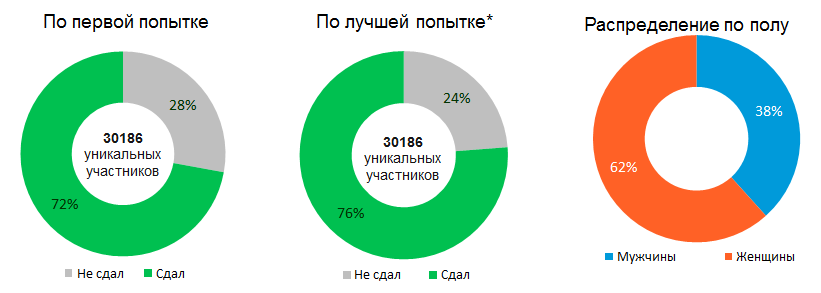 По первой попытке
28%
30186
уникальных
участников
72%
Не сдал
Сдал
По лучшей попытке*
24%
30186
уникальных
участников
76%
Не сдал
Сдал
Распределение по полу
38%
62%
Мужчины
Женщины